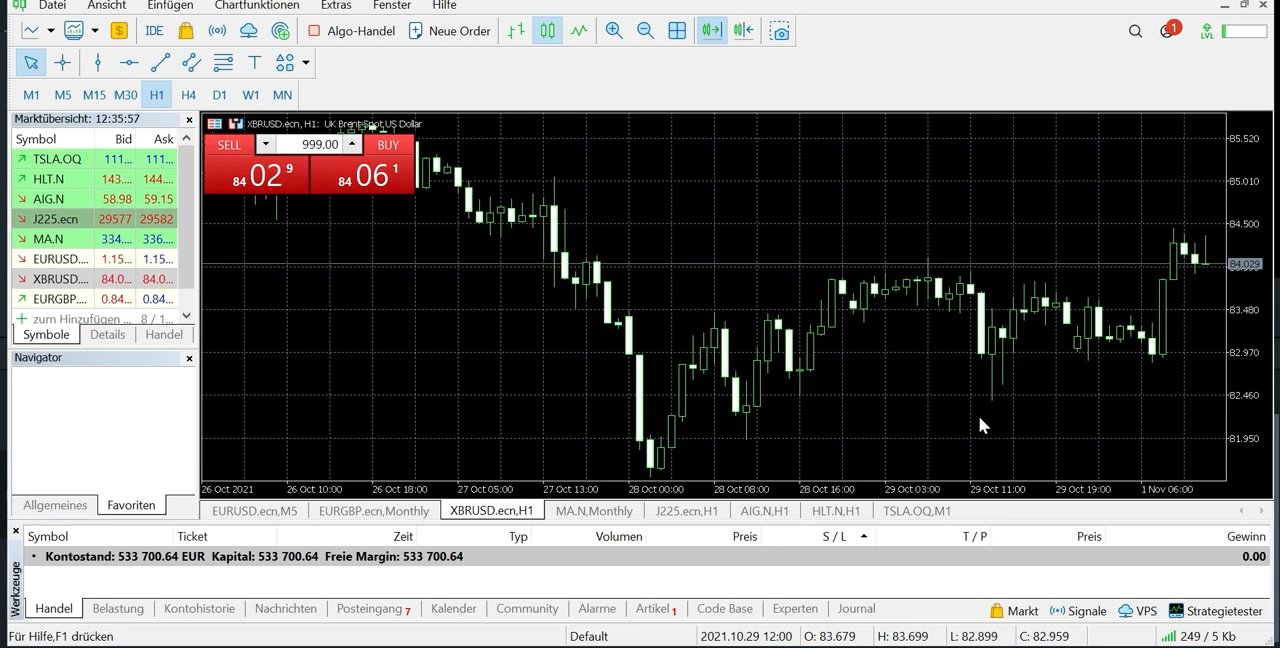 Datei Ansicht Einfügen Chartfunktionen Extras Fenster Hilfe
$ IDE Algo-Handel Neue Order 1 LVL
T
M1 M5 M15 M30 H1 H4 D1 W1 MN
Marktübersicht: 12:35:57
Symbol Bid Ask
TSLA.OQ 111... 111...
HLT.N 143.... 144....
AIG.N 58.98 59.15
J225.ecn 29577 29582
MA.N 334.... 336....
EURUSD.... 1.15... 1.15...
XBRUSD.... 84.0... 84.0...
EURGBP.... 0.84... 0.84...
zum Hinzufügen ... 8 / 1...
Symbole Details Handel
Navigator
Allgemeines Favoriten
XBRUSD.ecn, H1: UK Brent Spot US Dollar
SELL 999.00 BUY
84 02 9 84 06 1
85.520
85.010
84.500
84.029
83.480
82.970
82.460
81.950
26 Oct 2021 26 Oct 10:00 26 Oct 18:00 27 Oct 05:00 27 Oct 13:00 28 Oct 00:00 28 Oct 08:00 28 Oct 16:00 29 Oct 03:00 29 Oct 11:00 29 Oct 19:00 1 Nov 06:00
EURUSD.ecn,M5 EURGBP.ecn,Monthly XBRUSD.ecn,H1 MA.N,Monthly J225.ecn,H1 AIG.N,H1 HLT.N,H1 TSLA.OQ,M1
Symbol Ticket Zeit Typ Volumen Preis S / L T / P Preis Gewinn
Kontostand: 533 700.64 EUR Kapital: 533 700.64 Freie Margin: 533 700.64 0.00
Werkzeuge
Handel Belastung Kontohistorie Nachrichten Posteingang 7 Kalender Community Alarme Artikel 1 Code Base Experten Journal Markt Signale VPS Strategietester
Für Hilfe,F1 drücken Default 2021.10.29 12:00 O: 83.679 H: 83.699 L: 82.899 C: 82.959 249 / 5 Kb